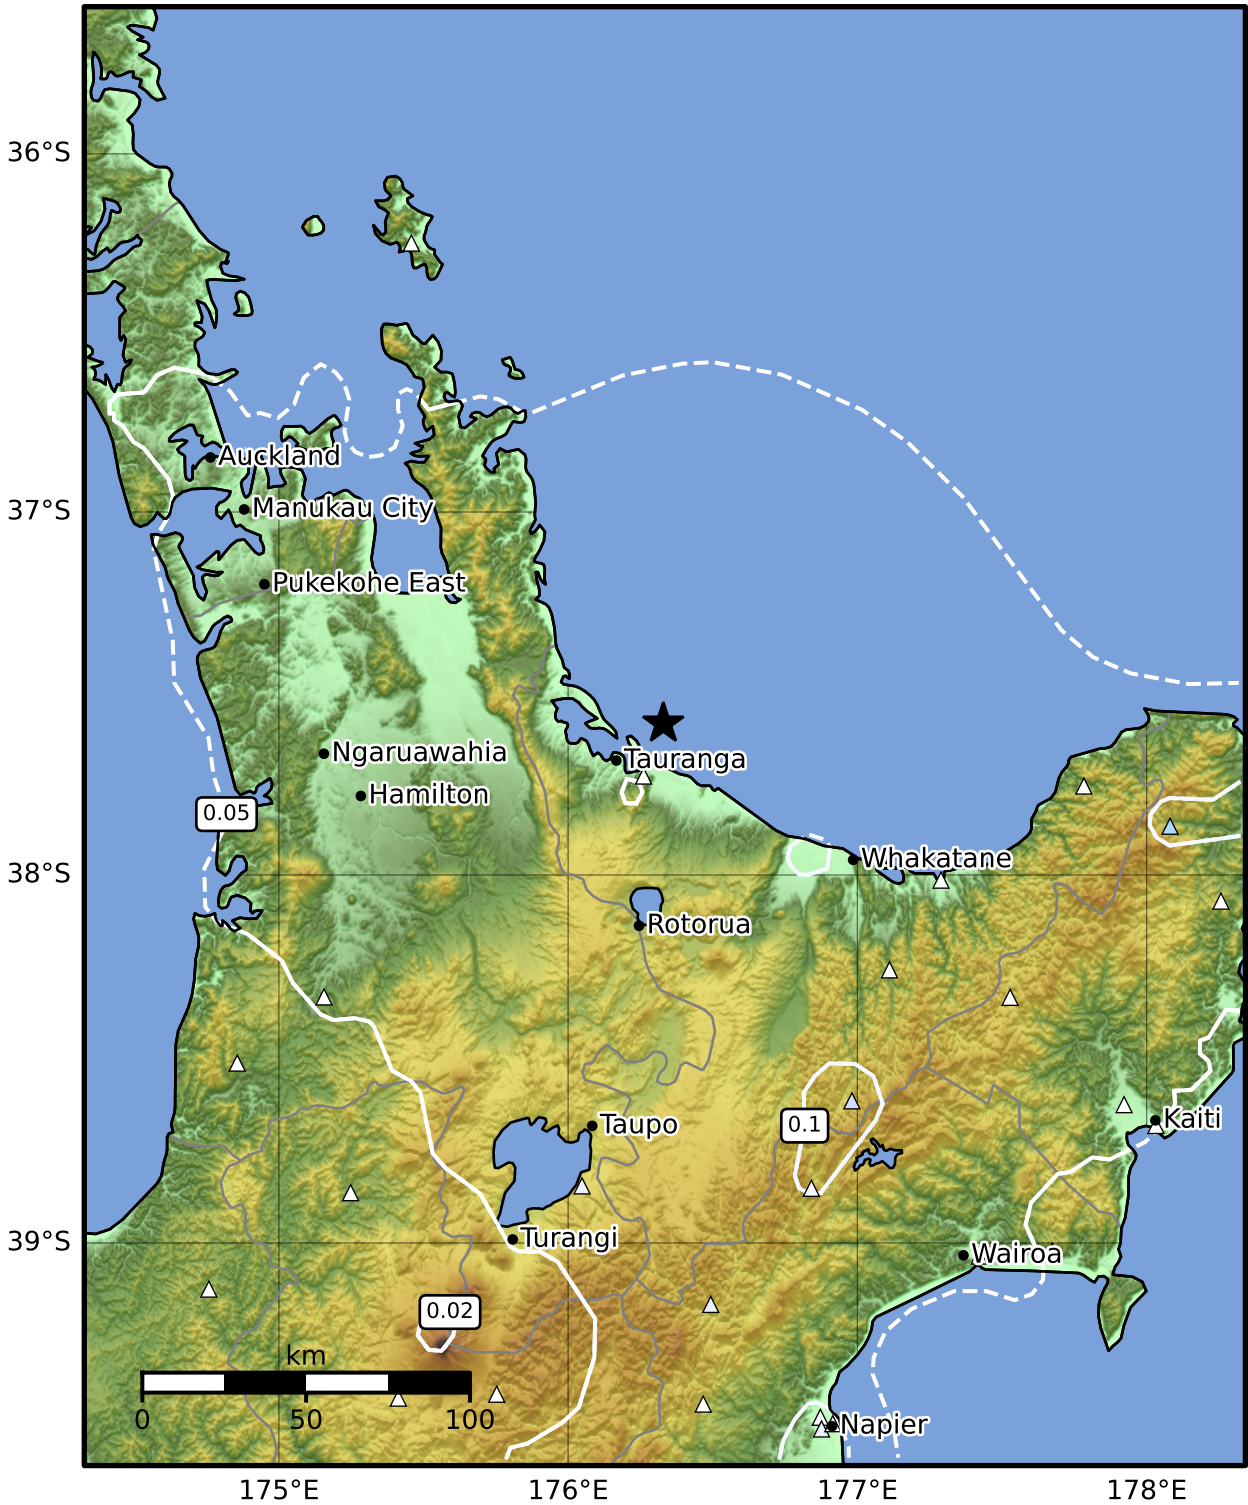 36°S
Auckland
37°S
Manukau City
Pukekohe East
Ngaruawahia
Tauranga
Hamilton
0.05
Whakatane
38°S
Rotorua
0.1
Taupo
Kaiti
39°S
Turangi
Wairoa
0.02
km
0 50 100
Napier
175°E 176°E 177°E 178°E